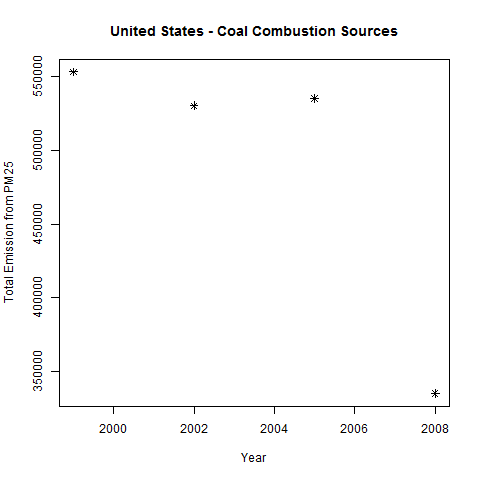 United States - Coal Combustion Sources
Total Emission from PM25
550000
500000
450000
400000
350000
2000 2002 2004 2006 2008
Year